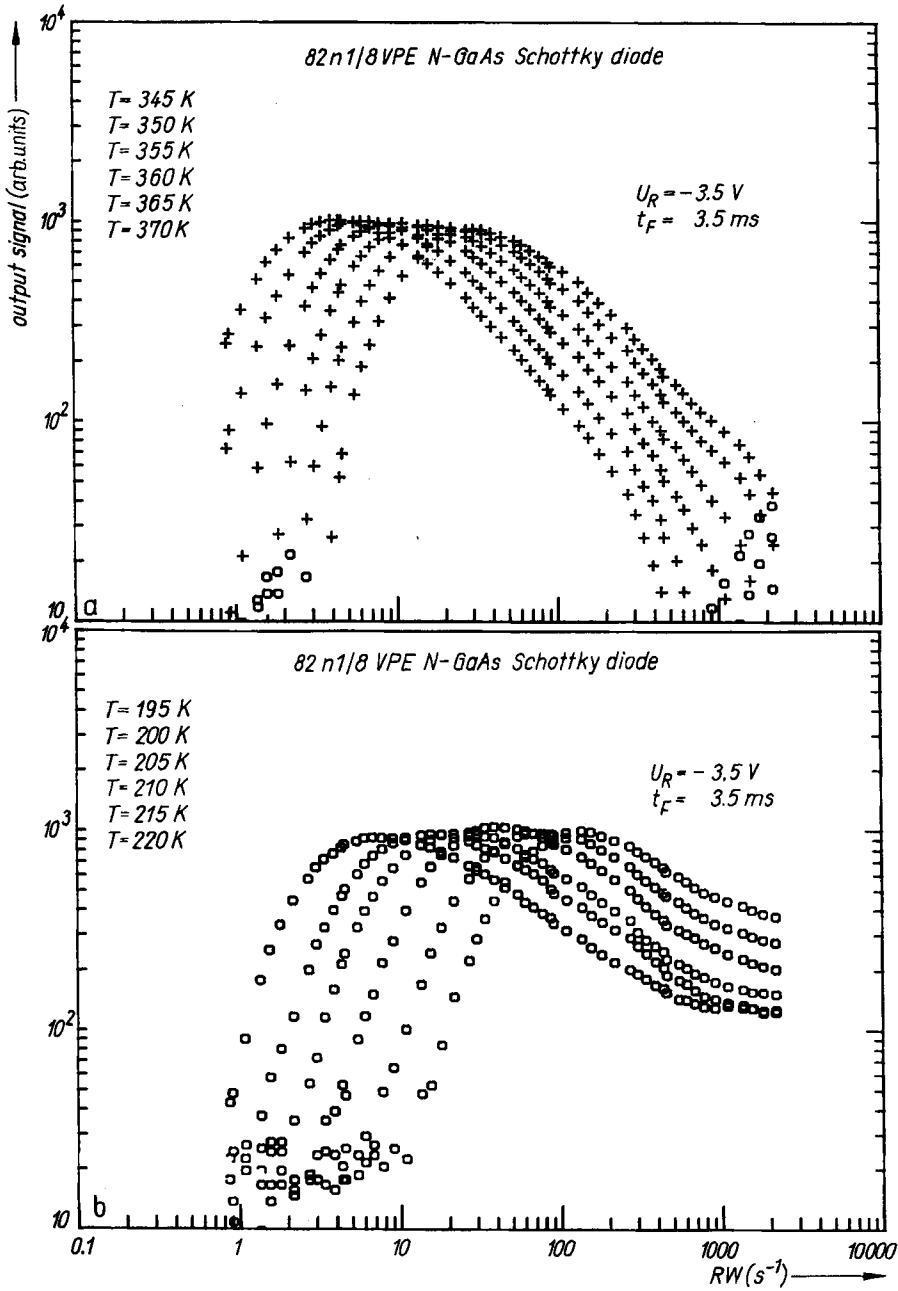 output signal (arb. units)
10⁴
82 n 1/8 VPE N-GaAs Schottky diode
T= 345 K
T= 350 K
T= 355 K
T= 360 K
T= 365 K
T= 370 K
U_R = -3.5 V
t_F = 3.5 ms
10³
10²
10
a
10⁴
82 n 1/8 VPE N-GaAs Schottky diode
T= 195 K
T= 200 K
T= 205 K
T= 210 K
T= 215 K
T= 220 K
U_R = -3.5 V
t_F = 3.5 ms
10³
10²
10
b
0.1 1 10 100 1000 10000
RW (s⁻¹)